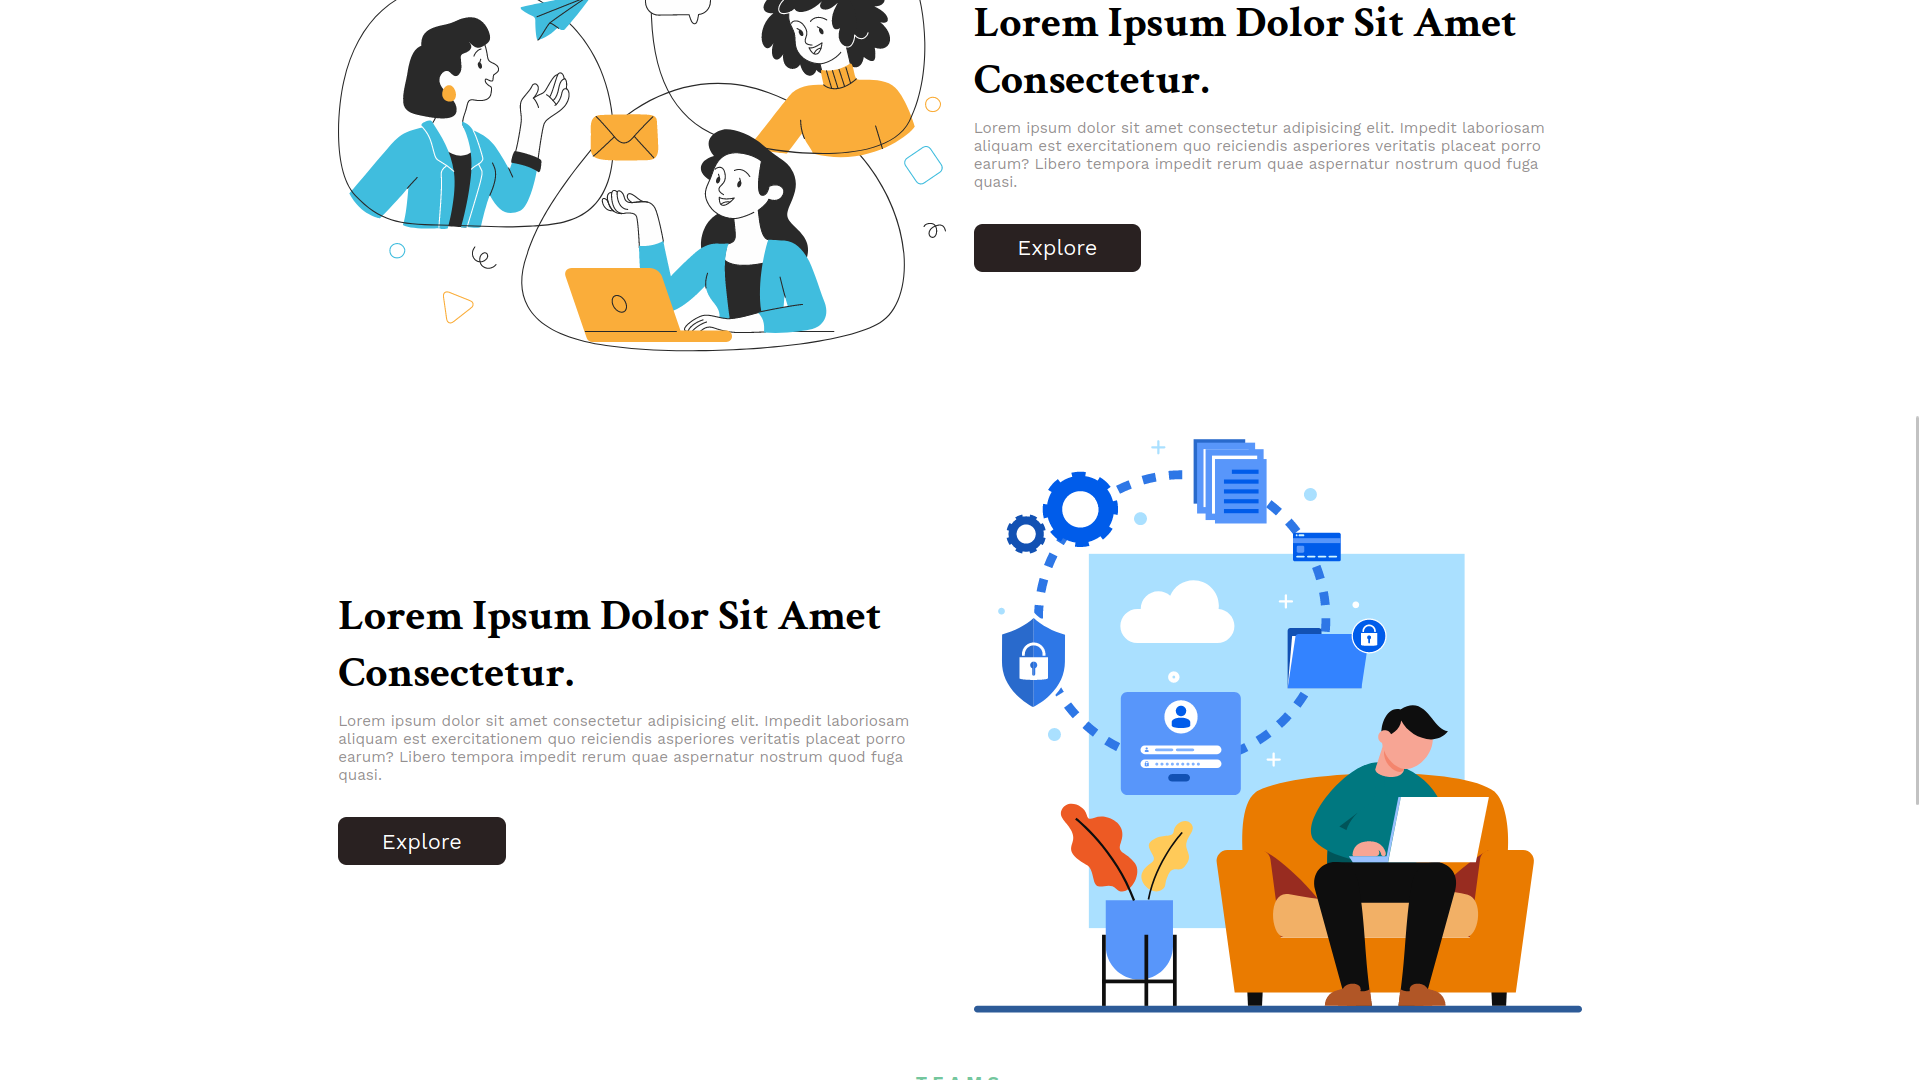 Lorem Ipsum Dolor Sit Amet
Consectetur.
Lorem ipsum dolor sit amet consectetur adipisicing elit. Impedit laboriosam
aliquam est exercitationem quo reiciendis asperiores veritatis placeat porro
earum? Libero tempora impedit rerum quae aspernatur nostrum quod fuga
quasi.
Explore
Lorem Ipsum Dolor Sit Amet
Consectetur.
Lorem ipsum dolor sit amet consectetur adipisicing elit. Impedit laboriosam
aliquam est exercitationem quo reiciendis asperiores veritatis placeat porro
earum? Libero tempora impedit rerum quae aspernatur nostrum quod fuga
quasi.
Explore